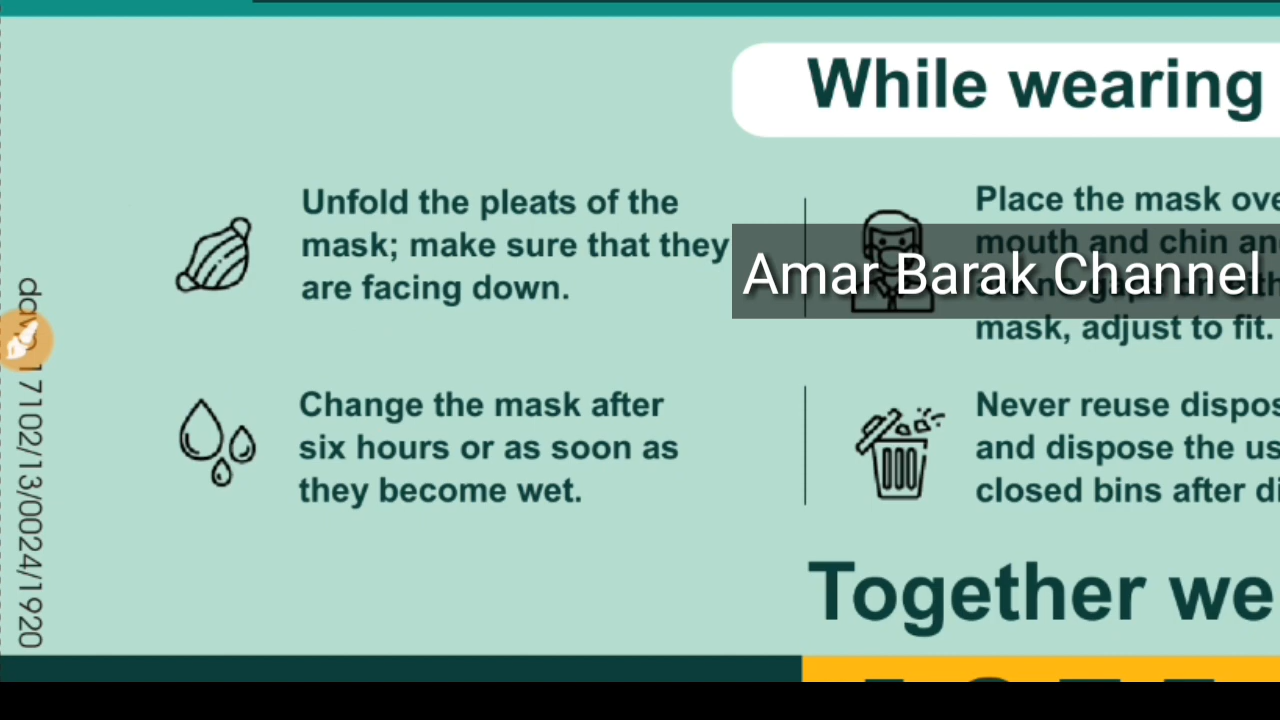 While wearing
Unfold the pleats of the
mask; make sure that they
are facing down.
Place the mask ove
mouth and chin an
no gaps
mask, adjust to fit.
Amar Barak Channel
Change the mask after
six hours or as soon as
they become wet.
Never reuse dispos
and dispose the us
closed bins after di
Together we
17102/13/0024/1920